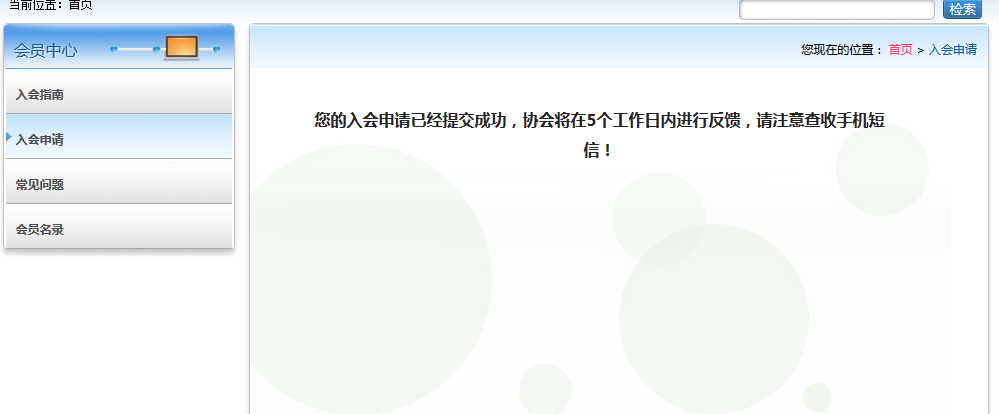 当前位置：首页
检索
会员中心
您现在的位置： 首页 > 入会申请
入会指南
入会申请
常见问题
会员名录
您的入会申请已经提交成功，协会将在5个工作日内进行反馈，请注意查收手机短
信！